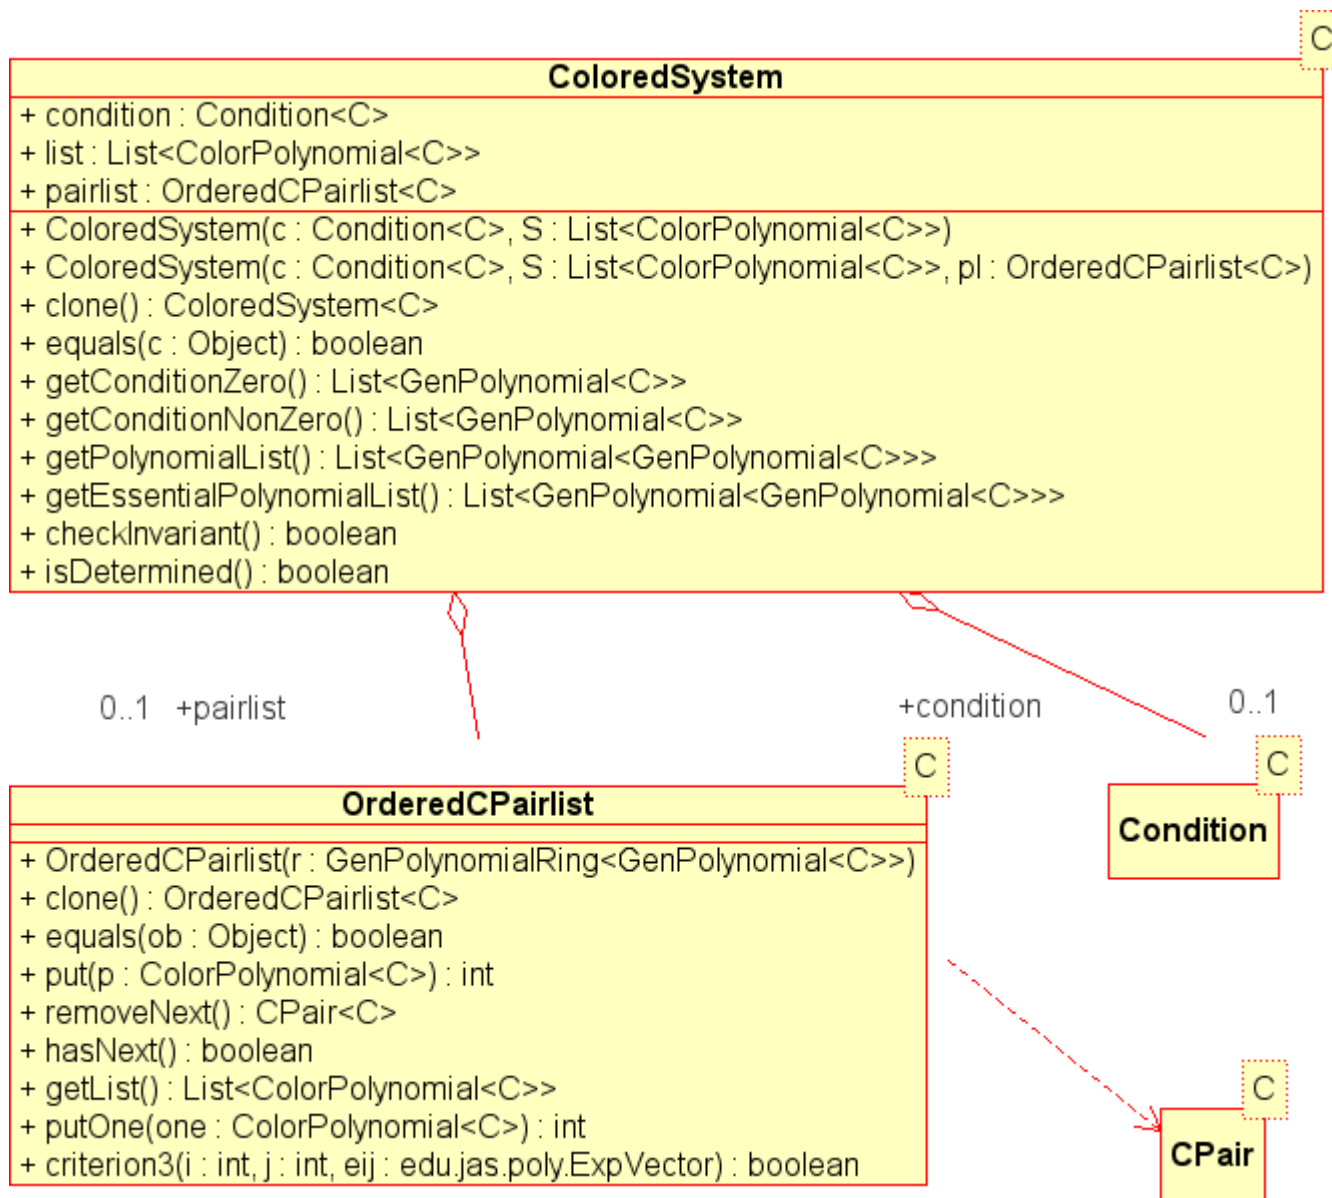 C
ColoredSystem
+ condition : Condition<C>
+ list : List<ColorPolynomial<C>>
+ pairlist : OrderedCPairlist<C>
+ ColoredSystem(c : Condition<C>, S : List<ColorPolynomial<C>>)
+ ColoredSystem(c : Condition<C>, S : List<ColorPolynomial<C>>, pl : OrderedCPairlist<C>)
+ clone() : ColoredSystem<C>
+ equals(c : Object) : boolean
+ getConditionZero() : List<GenPolynomial<C>>
+ getConditionNonZero() : List<GenPolynomial<C>>
+ getPolynomialList() : List<GenPolynomial<GenPolynomial<C>>>
+ getEssentialPolynomialList() : List<GenPolynomial<GenPolynomial<C>>>
+ checkInvariant() : boolean
+ isDetermined() : boolean
0..1 +pairlist
+condition 0..1
C
OrderedCPairlist
+ OrderedCPairlist(r : GenPolynomialRing<GenPolynomial<C>>)
+ clone() : OrderedCPairlist<C>
+ equals(ob : Object) : boolean
+ put(p : ColorPolynomial<C>) : int
+ removeNext() : CPair<C>
+ hasNext() : boolean
+ getList() : List<ColorPolynomial<C>>
+ putOne(one : ColorPolynomial<C>) : int
+ criterion3(i : int, j : int, eij : edu.jas.poly.ExpVector) : boolean
C
Condition
C
CPair